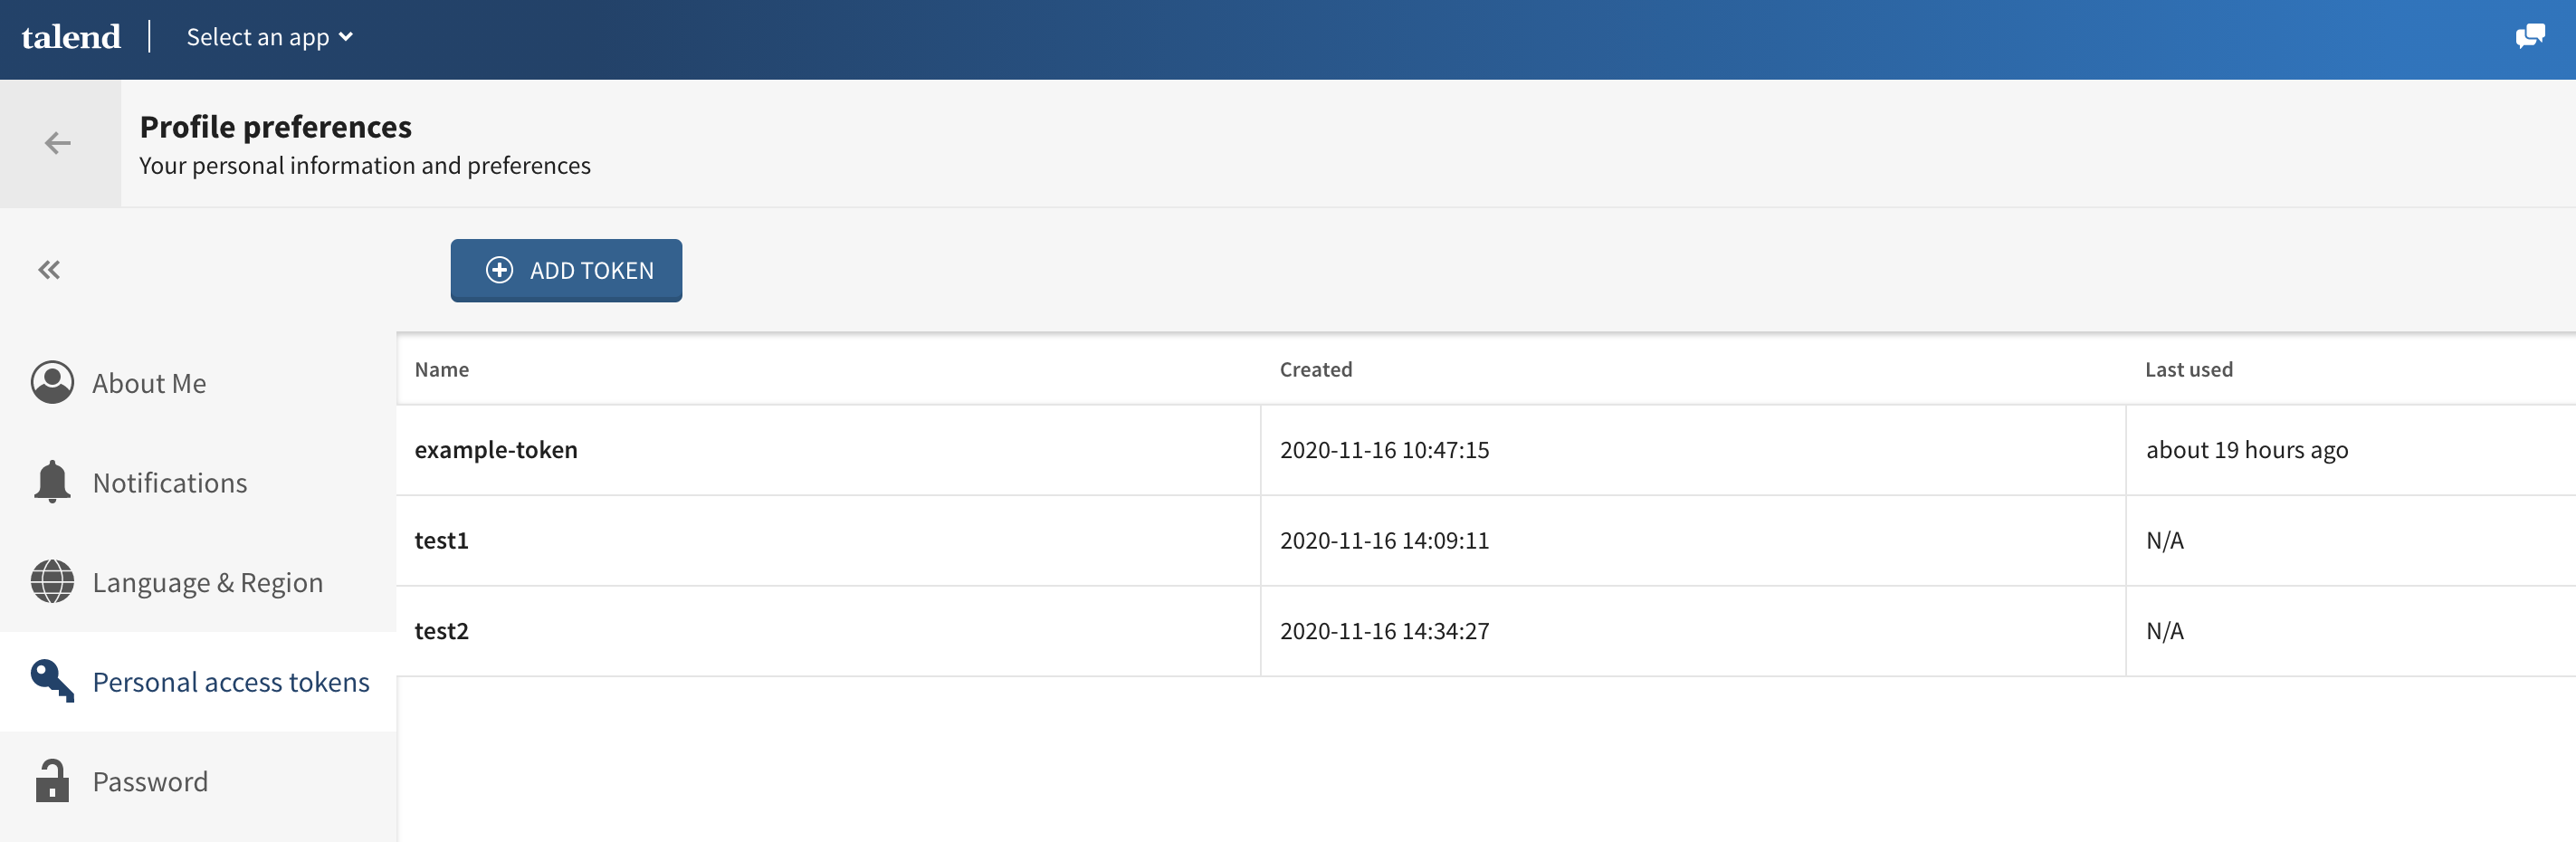 talend
Select an app
Profile preferences
Your personal information and preferences
ADD TOKEN
About Me
Notifications
Language & Region
Personal access tokens
Password
Name Created Last used
example-token 2020-11-16 10:47:15 about 19 hours ago
test1 2020-11-16 14:09:11 N/A
test2 2020-11-16 14:34:27 N/A